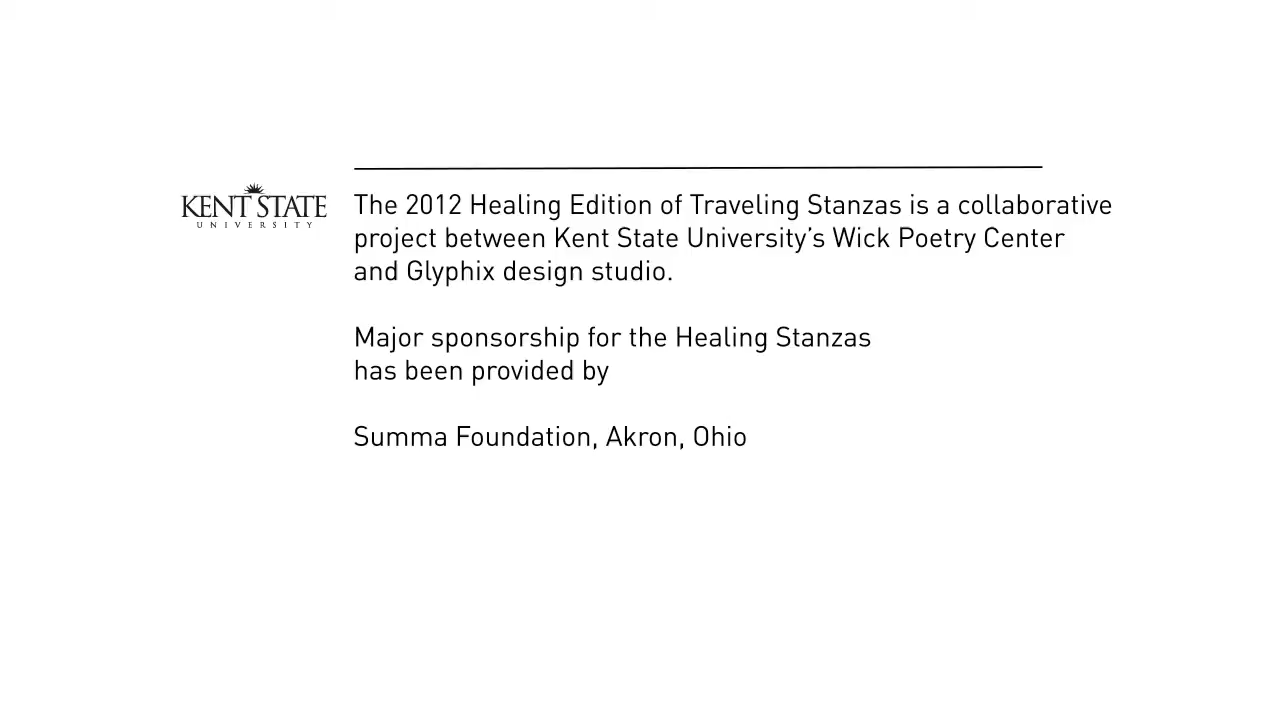 KENT STATE
UNIVERSITY
The 2012 Healing Edition of Traveling Stanzas is a collaborative
project between Kent State University’s Wick Poetry Center
and Glyphix design studio.
Major sponsorship for the Healing Stanzas
has been provided by
Summa Foundation, Akron, Ohio